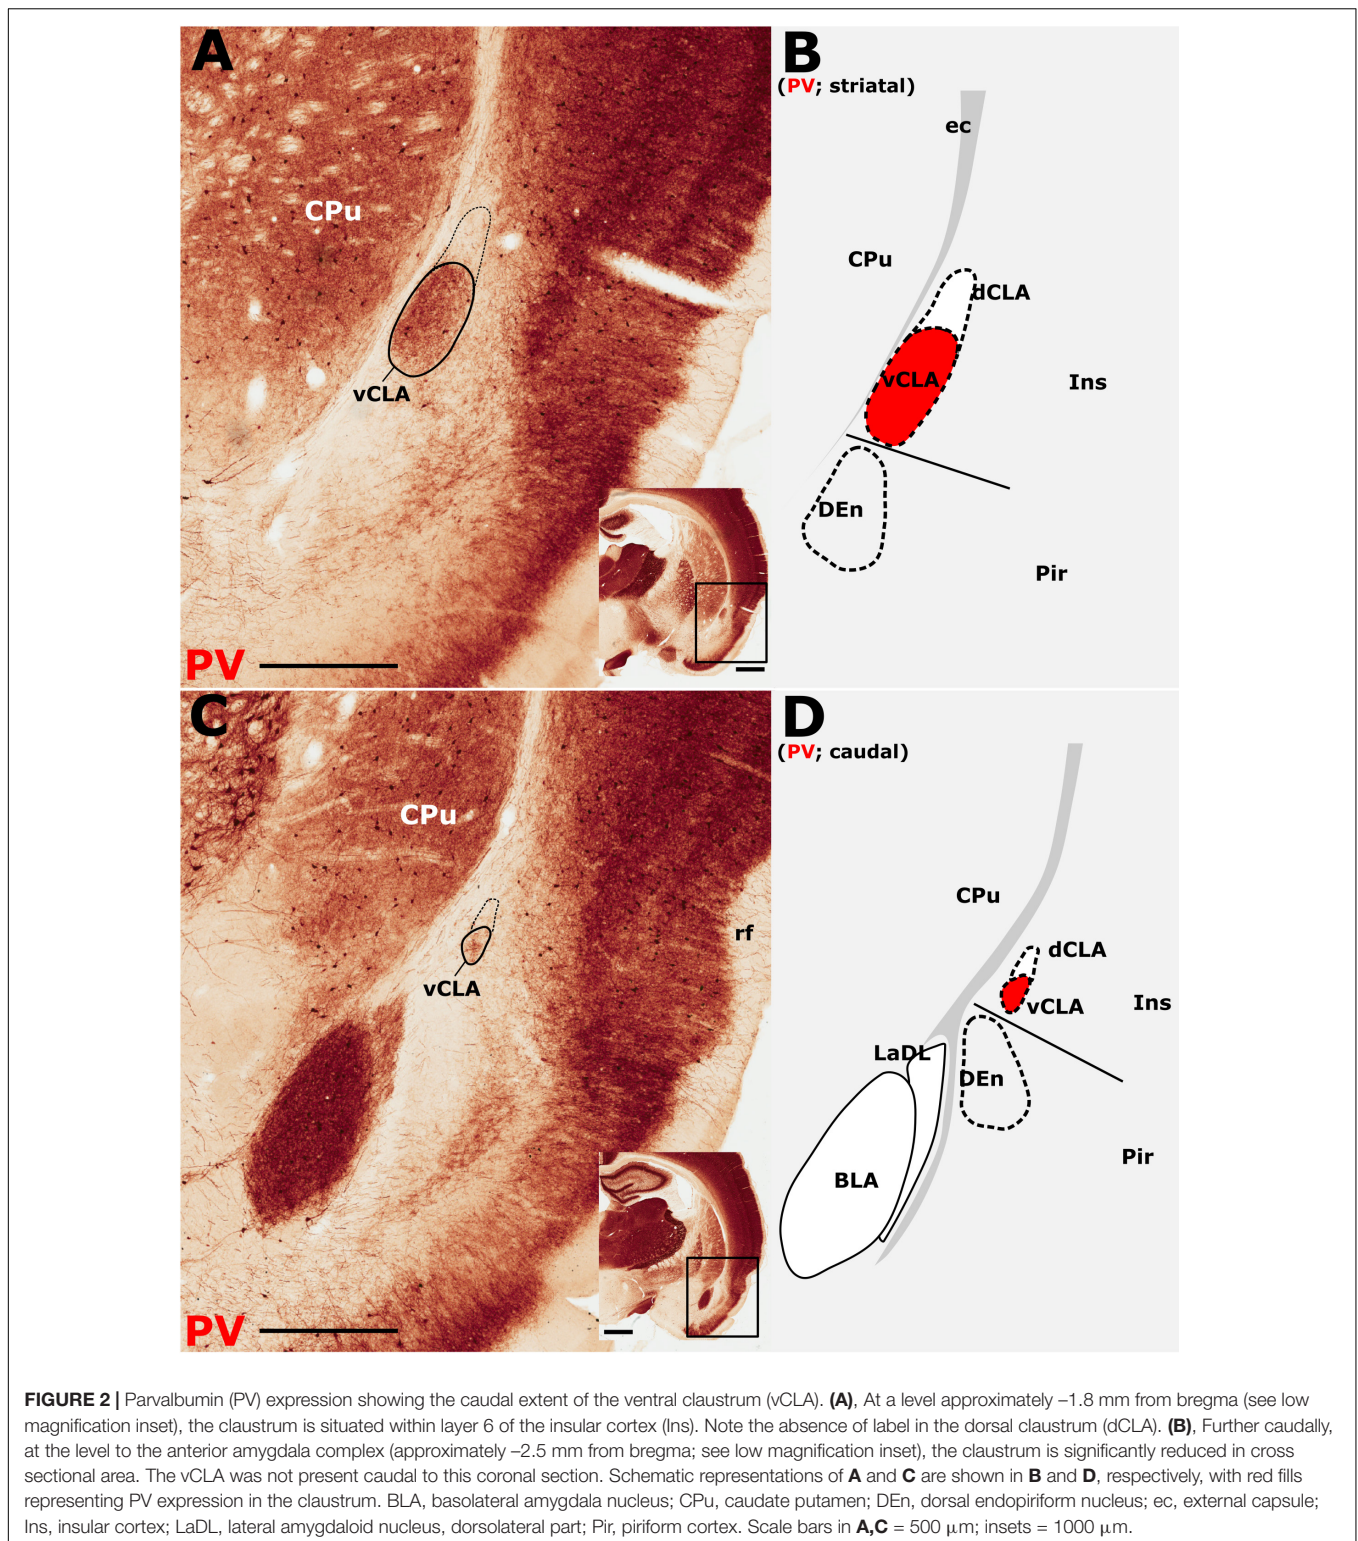 A
CPu
vCLA
PV
B
(PV; striatal)
ec
CPu
dCLA
vCLA
Ins
DEn
Pir
C
CPu
rf
vCLA
PV
D
(PV; caudal)
CPu
dCLA
vCLA
Ins
LaDL
DEn
BLA
Pir
FIGURE 2 | Parvalbumin (PV) expression showing the caudal extent of the ventral claustrum (vCLA). (A), At a level approximately –1.8 mm from bregma (see low
magnification inset), the claustrum is situated within layer 6 of the insular cortex (Ins). Note the absence of label in the dorsal claustrum (dCLA). (B), Further caudally,
at the level to the anterior amygdala complex (approximately –2.5 mm from bregma; see low magnification inset), the claustrum is significantly reduced in cross
sectional area. The vCLA was not present caudal to this coronal section. Schematic representations of A and C are shown in B and D, respectively, with red fills
representing PV expression in the claustrum. BLA, basolateral amygdala nucleus; CPu, caudate putamen; DEn, dorsal endopiriform nucleus; ec, external capsule;
Ins, insular cortex; LaDL, lateral amygdaloid nucleus, dorsolateral part; Pir, piriform cortex. Scale bars in A,C = 500 μm; insets = 1000 μm.